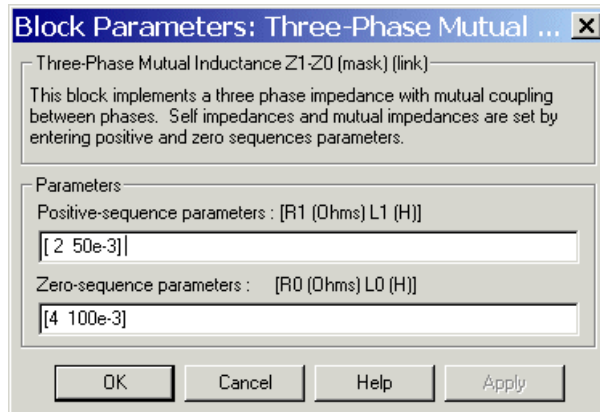 Block Parameters: Three-Phase Mutual ...
Three-Phase Mutual Inductance Z1-Z0 (mask) (link)
This block implements a three phase impedance with mutual coupling
between phases.  Self impedances and mutual impedances are set by
entering positive and zero sequences parameters.
Parameters
Positive-sequence parameters : [R1 (Ohms) L1 (H)]
[ 2  50e-3]
Zero-sequence parameters :    [R0 (Ohms) L0 (H)]
[4  100e-3]
OK Cancel Help Apply